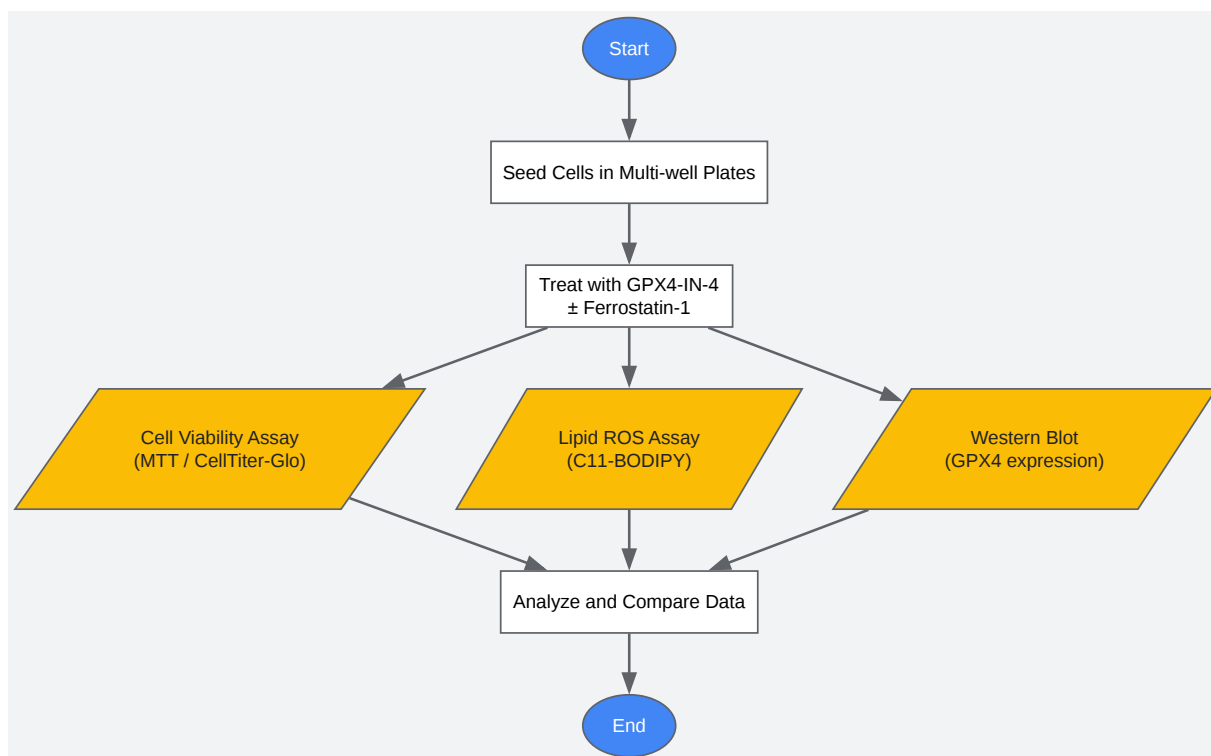 Start
Seed Cells in Multi-well Plates
Treat with GPX4-IN-4
± Ferrostatin-1
Cell Viability Assay
(MTT / CellTiter-Glo)
Lipid ROS Assay
(C11-BODIPY)
Western Blot
(GPX4 expression)
Analyze and Compare Data
End